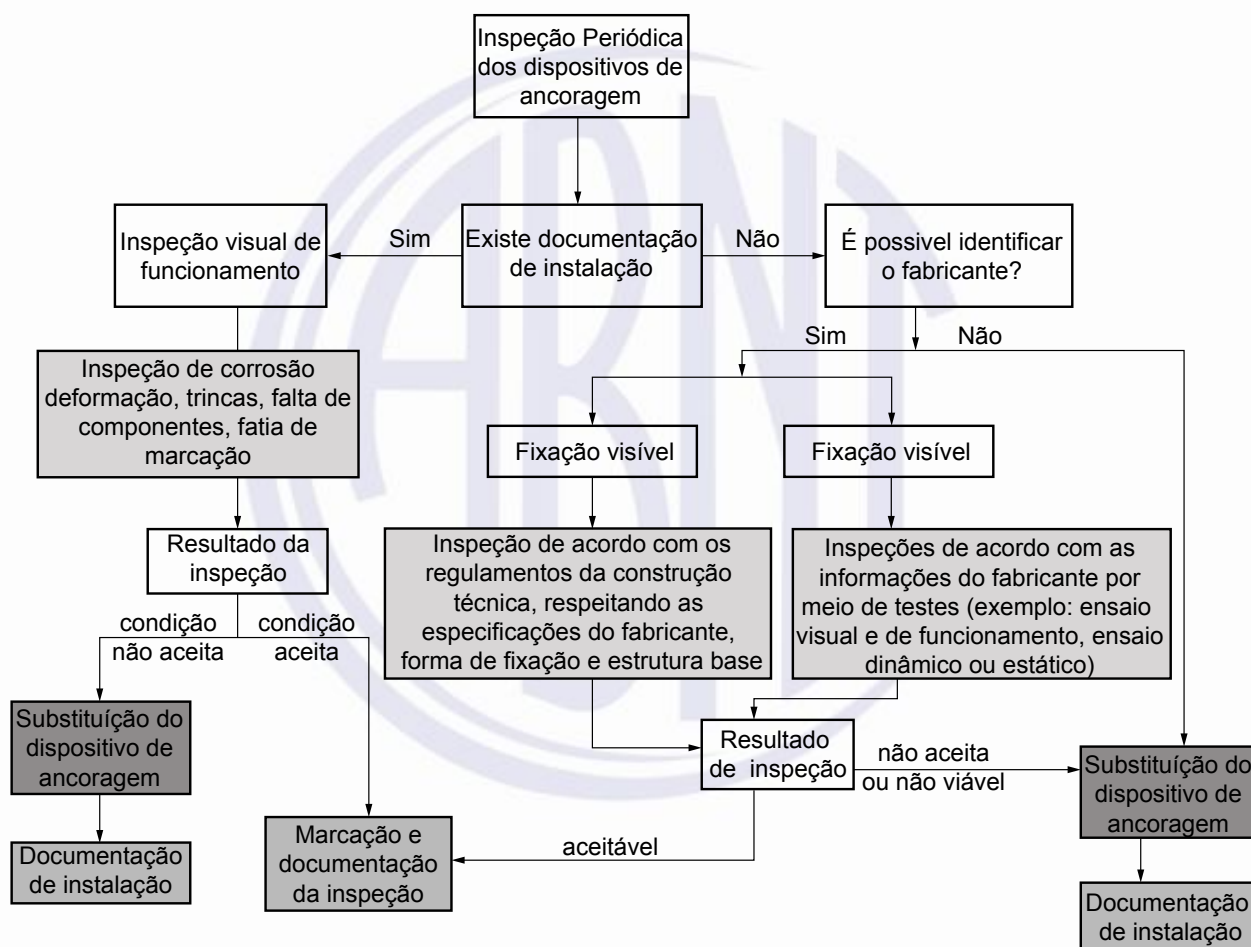 Inspeção Periódica
dos dispositivos de
ancoragem
Inspeção visual de
funcionamento
Sim
Existe documentação
de instalação
Não
É possivel identificar
o fabricante?
Sim
Não
Inspeção de corrosão
deformação, trincas, falta de
componentes, fatia de
marcação
Fixação visível
Fixação visível
Resultado da
inspeção
Inspeção de acordo com os
regulamentos da construção
técnica, respeitando as
especificações do fabricante,
forma de fixação e estrutura base
Inspeções de acordo com as
informações do fabricante por
meio de testes (exemplo: ensaio
visual e de funcionamento, ensaio
dinâmico ou estático)
condição
não aceita
condição
aceita
Substituíção do
dispositivo de
ancoragem
Resultado
de inspeção
não aceita
ou não viável
Substituíção do
dispositivo de
ancoragem
Documentação
de instalação
Marcação e
documentação
da inspeção
aceitável
Documentação
de instalação
ABNT